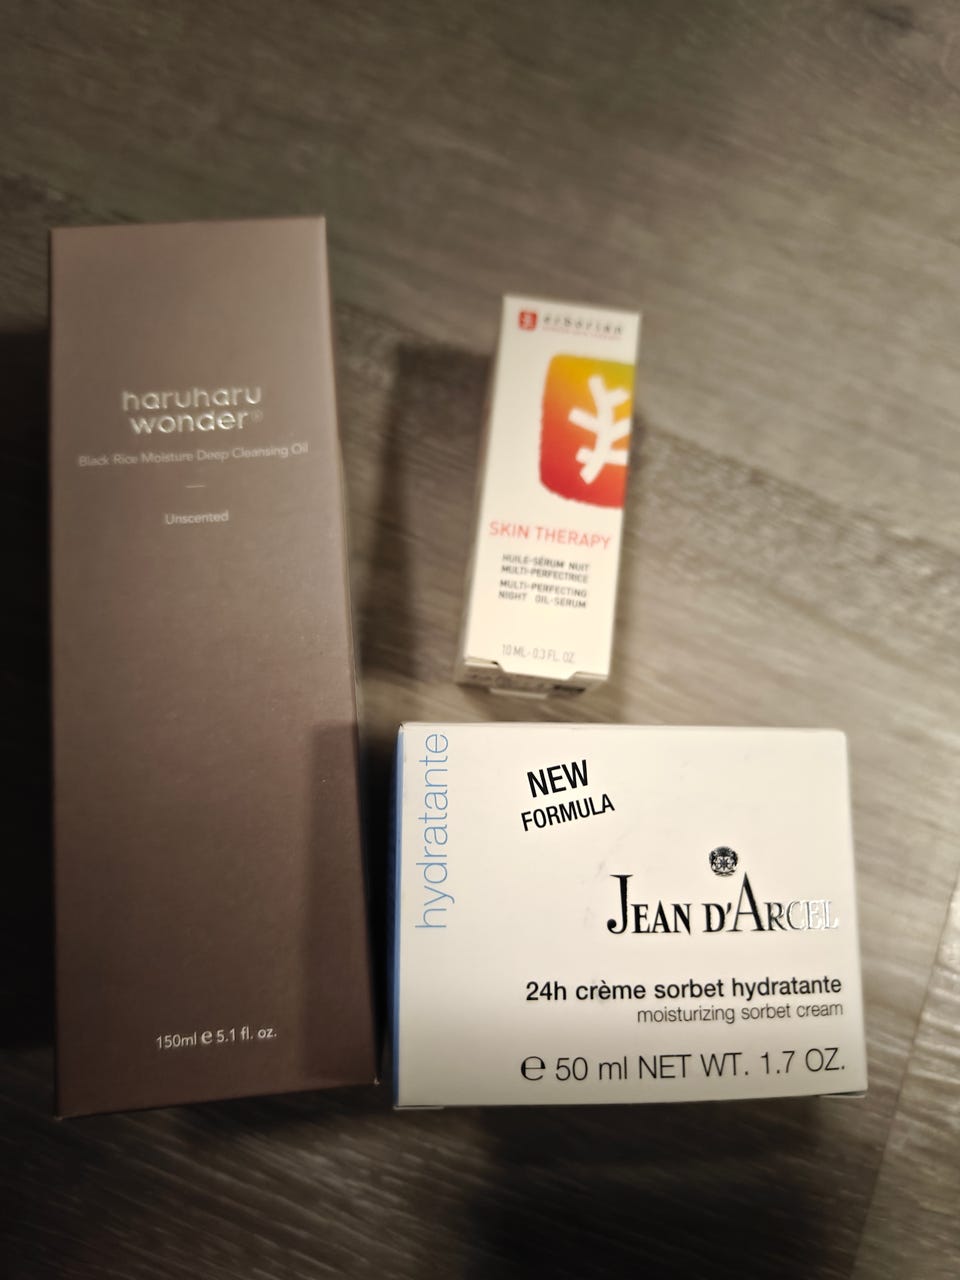 haruharu
wonder®
Black Rice Moisture Deep Cleansing Oil
Unscented
150ml e 5.1 fl. oz.
erborian
SKIN THERAPY
HUILE-SÉRUM NUIT
MULTI-PERFECTRICE
MULTI-PERFECTING
NIGHT OIL-SERUM
10 ML - 0.3 FL. OZ.
hydratante
NEW
FORMULA
JEAN D'ARCEL
24h crème sorbet hydratante
moisturizing sorbet cream
e 50 ml NET WT. 1.7 OZ.